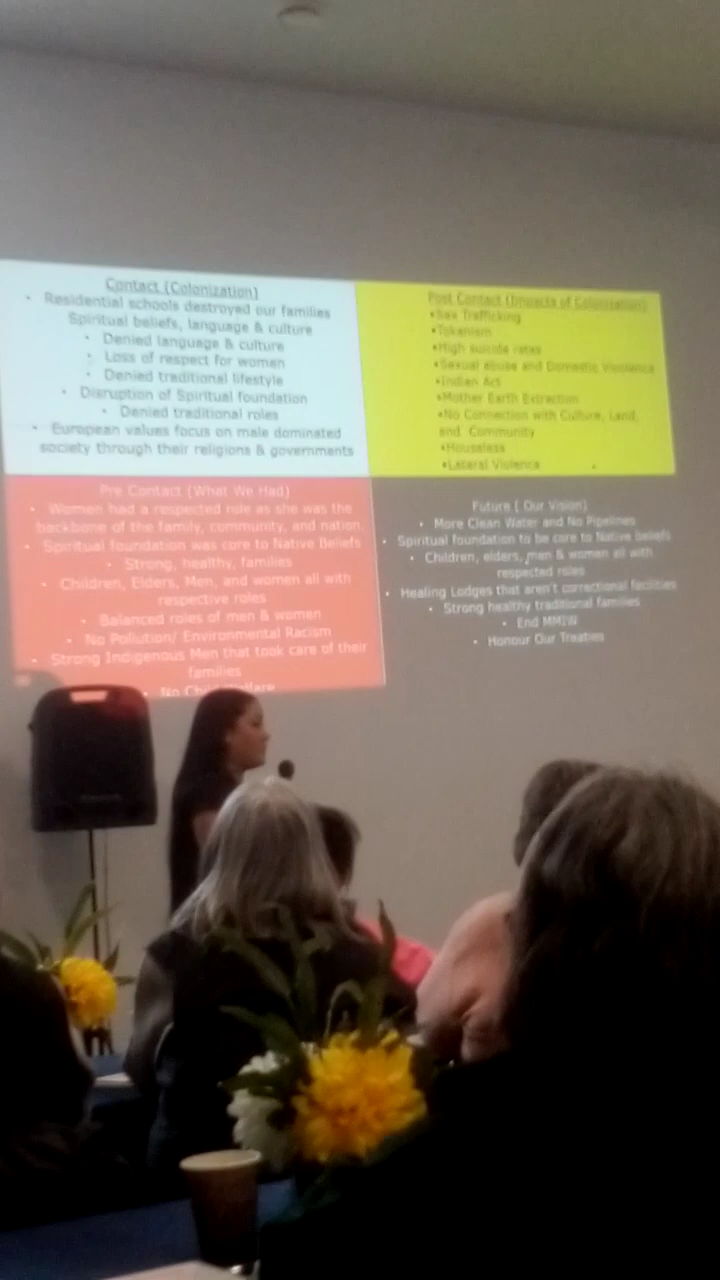 Contact (Colonization)
• Residential schools destroyed our families
Spiritual beliefs, language & culture
• Denied language & culture
• Loss of respect for women
• Denied traditional lifestyle
• Disruption of Spiritual foundation
• Denied traditional roles
• European values focus on male dominated
society through their religions & governments
Post Contact (Impacts of Colonization)
•Sex Trafficking
•Tokenism
•High suicide rates
•Sexual abuse and Domestic Violence
•Indian Act
•Mother Earth Extraction
•No Connection with Culture, Land,
and Community
•Houseless
•Lateral Violence
Pre Contact (What We Had)
• Women had a respected role as she was the
backbone of the family, community, and nation
• Spiritual foundation was core to Native Beliefs
• Strong, healthy, families
• Children, Elders, Men, and women all with
respective roles
• Balanced roles of men & women
• No Pollution/ Environmental Racism
• Strong Indigenous Men that took care of their
families
• No Child Welfare
Future ( Our Vision)
• More Clean Water and No Pipelines
• Spiritual foundation to be core to Native beliefs
• Children, elders, men & women all with
respected roles
• Healing Lodges that aren't correctional facilities
• Strong healthy traditional families
• End MMIW
• Honour Our Treaties